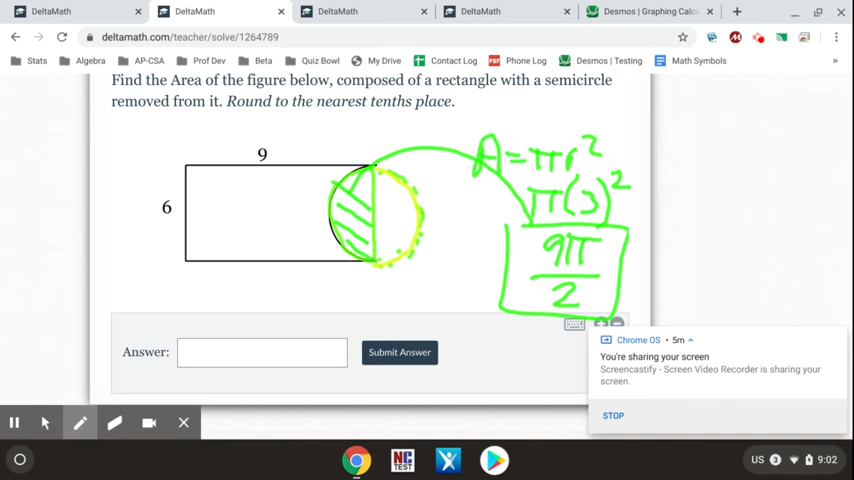 DeltaMath
DeltaMath
DeltaMath
DeltaMath
Desmos | Graphing Calcu
deltamath.com/teacher/solve/1264789
Stats
Algebra
AP-CSA
Prof Dev
Beta
Quiz Bowl
My Drive
Contact Log
PRF Phone Log
Desmos | Testing
Math Symbols
Find the Area of the figure below, composed of a rectangle with a semicircle
removed from it. Round to the nearest tenths place.
9
6
A = πr²
π(3)²
9π
2
Answer:
Submit Answer
Chrome OS • 5m
You're sharing your screen
Screencastify - Screen Video Recorder is sharing your
screen.
STOP
NC
TEST
US 3 9:02